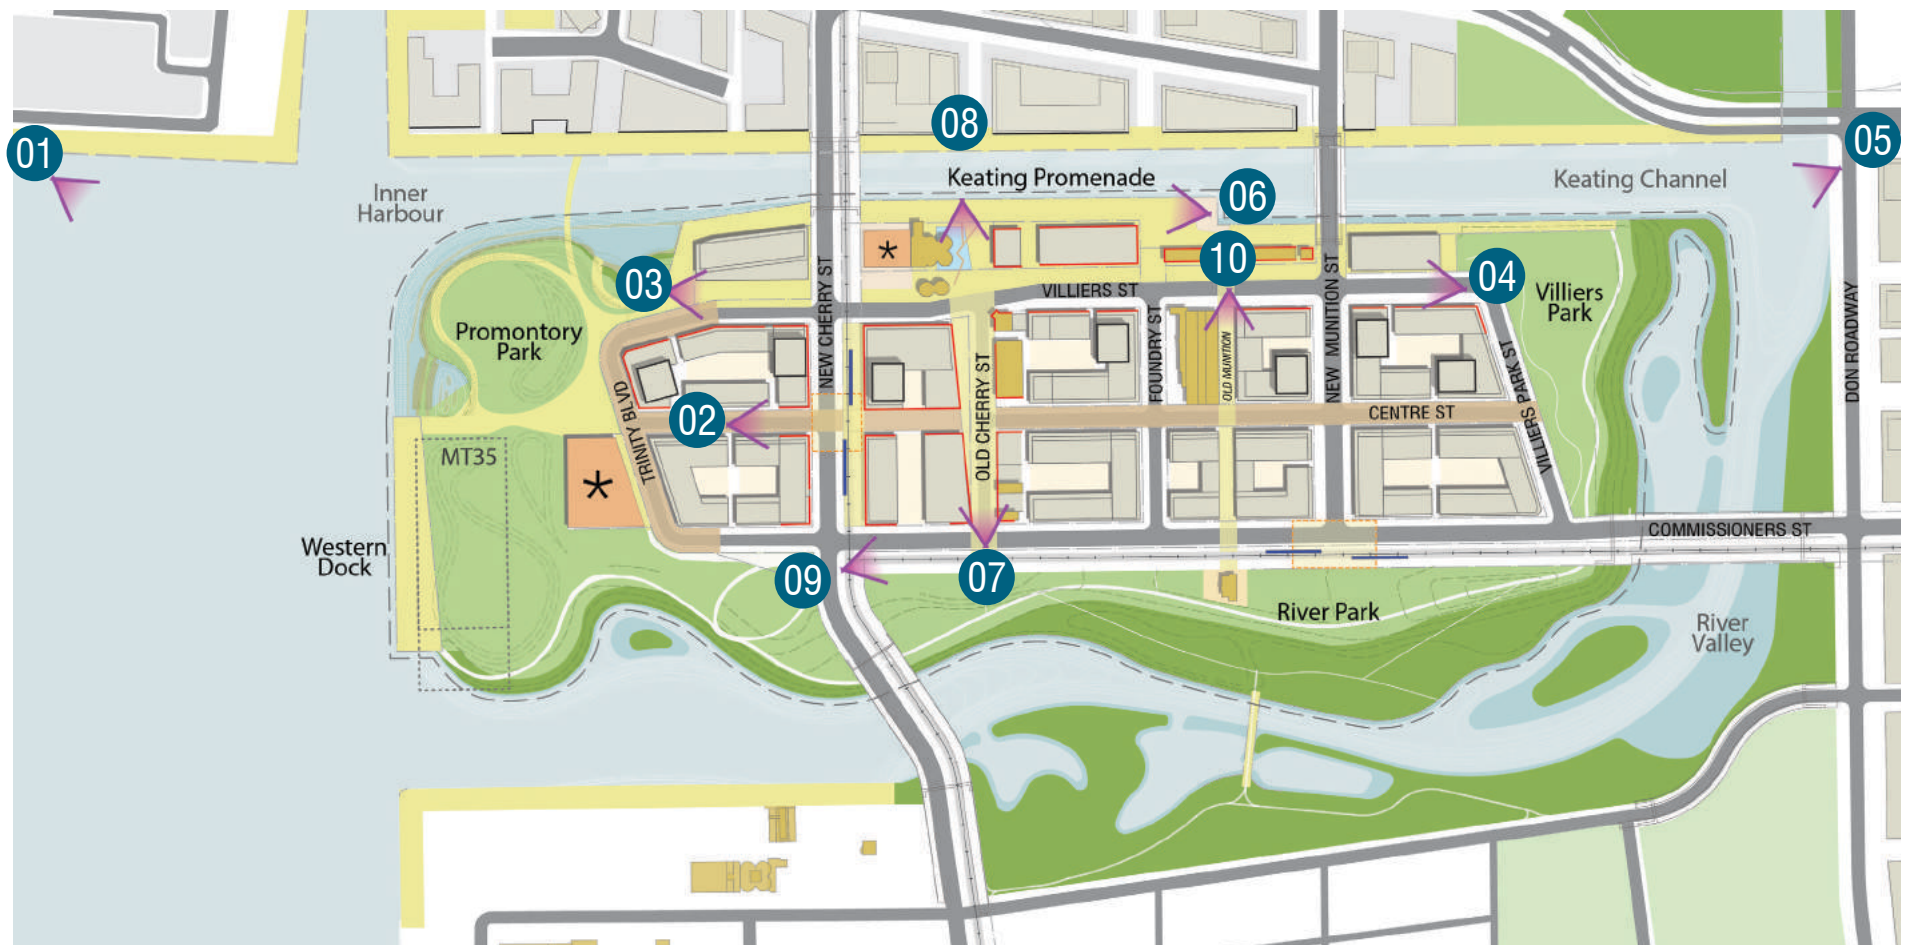 08
01
05
Keating Promenade
Keating Channel
Inner
Harbour
06
*
10
03
04
VILLIERS ST
NEW CHERRY ST
NEW MUNITION ST
Villiers
Park
DON ROADWAY
Promontory
Park
FOUNDRY ST
OLD MUNITION
OLD CHERRY ST
VILLIERS PARK ST
TRINITY BLVD
02
CENTRE ST
MT35
*
COMMISSIONERS ST
Western
Dock
09
07
River Park
River
Valley